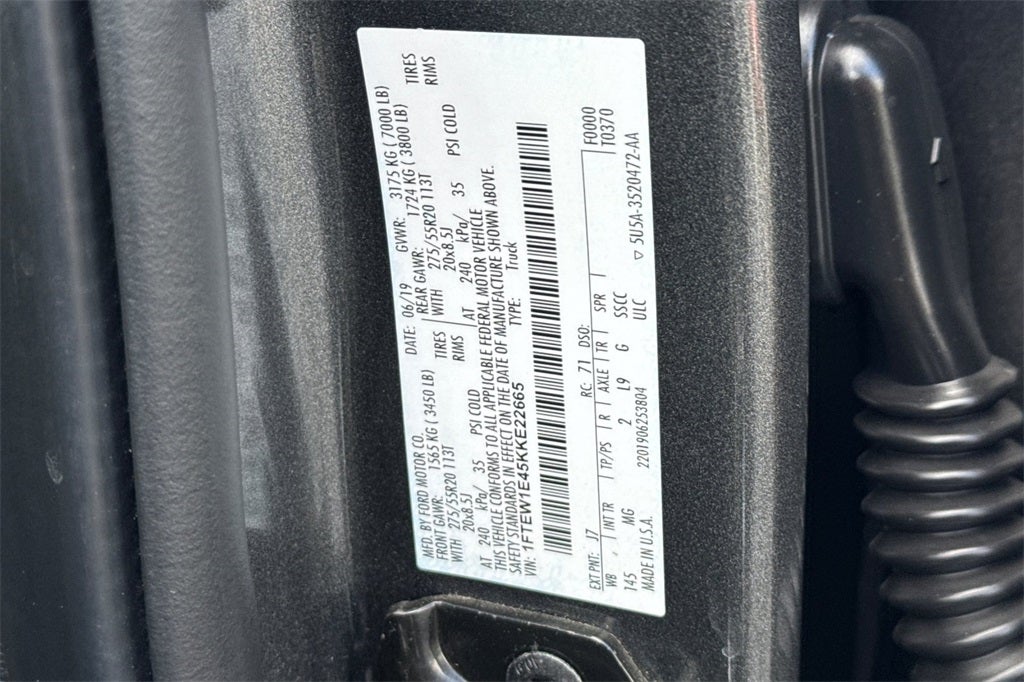 MFD. BY FORD MOTOR CO.
DATE: 06/19 GVWR: 3175 KG ( 7000 LB)
FRONT GAWR: 1565 KG ( 3450 LB) REAR GAWR: 1724 KG ( 3800 LB)
WITH 275/55R20 113T TIRES WITH 275/55R20 113T TIRES
20x8.5J RIMS 20x8.5J RIMS
AT 240 kPa/ 35 PSI COLD AT 240 kPa/ 35 PSI COLD
THIS VEHICLE CONFORMS TO ALL APPLICABLE FEDERAL MOTOR VEHICLE
SAFETY STANDARDS IN EFFECT ON THE DATE OF MANUFACTURE SHOWN ABOVE.
VIN: 1FTEW1E45KKE22665 TYPE: Truck
F0000
EXT PNT: J7 RC: 71 DSO: T0370
WB INT TR TP/PS R AXLE TR SPR
145 MG 2 L9 G SSCC
MADE IN U.S.A. 2201906253804 ULC ▽ 5U5A-3520472-AA